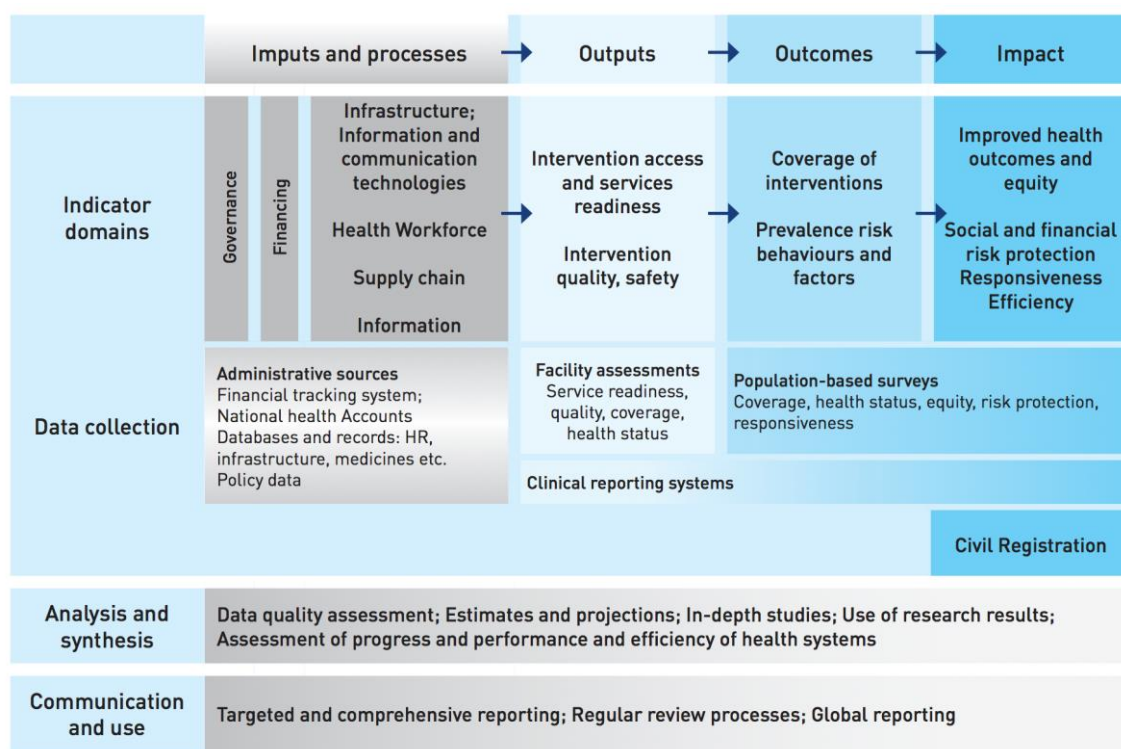 Imputs and processes
Outputs
Outcomes
Impact
Indicator
domains
Governance
Financing
Infrastructure;
Information and
communication
technologies
Health Workforce
Supply chain
Information
Intervention access
and services
readiness
Intervention
quality, safety
Coverage of
interventions
Prevalence risk
behaviours and
factors
Improved health
outcomes and
equity
Social and financial
risk protection
Responsiveness
Efficiency
Data collection
Administrative sources
Financial tracking system;
National health Accounts
Databases and records: HR,
infrastructure, medicines etc.
Policy data
Facility assessments
Service readiness,
quality, coverage,
health status
Population-based surveys
Coverage, health status, equity, risk protection,
responsiveness
Clinical reporting systems
Civil Registration
Analysis and
synthesis
Data quality assessment; Estimates and projections; In-depth studies; Use of research results;
Assessment of progress and performance and efficiency of health systems
Communication
and use
Targeted and comprehensive reporting; Regular review processes; Global reporting